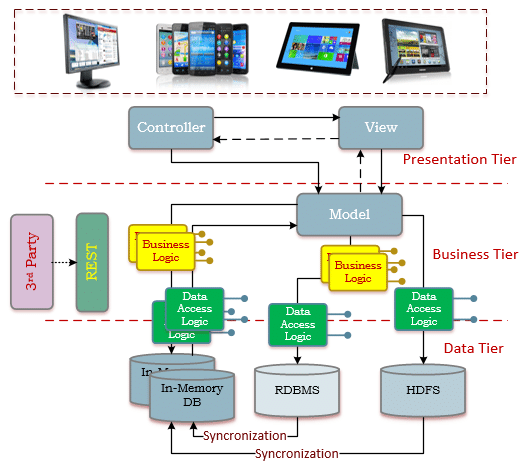 Controller
View
Presentation Tier
Model
3rd Party
REST
Business
Logic
Business
Logic
Business Tier
Data
Access
Logic
Logic
Data
Access
Logic
Data
Access
Logic
Data Tier
In-Memory
DB
RDBMS
HDFS
Syncronization
Syncronization